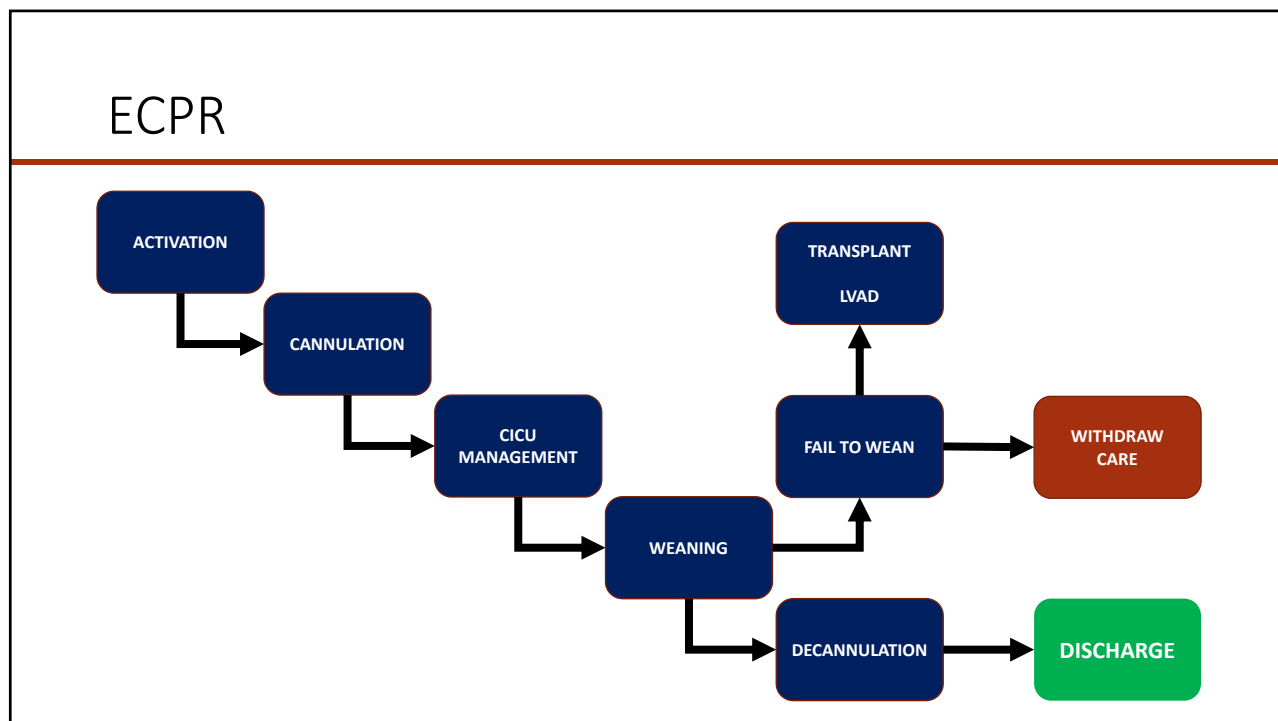 ECPR
ACTIVATION
CANNULATION
CICU
MANAGEMENT
WEANING
FAIL TO WEAN
TRANSPLANT
LVAD
WITHDRAW
CARE
DECANNULATION
DISCHARGE